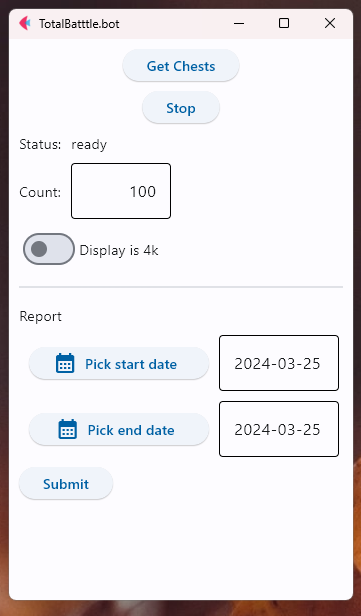 TotalBatttle.bot
Get Chests
Stop
Status: ready
Count: 100
Display is 4k
Report
Pick start date 2024-03-25
Pick end date 2024-03-25
Submit